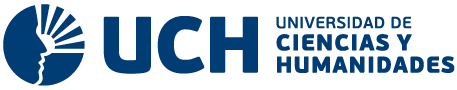 UCH
UNIVERSIDAD DE
CIENCIAS Y
HUMANIDADES